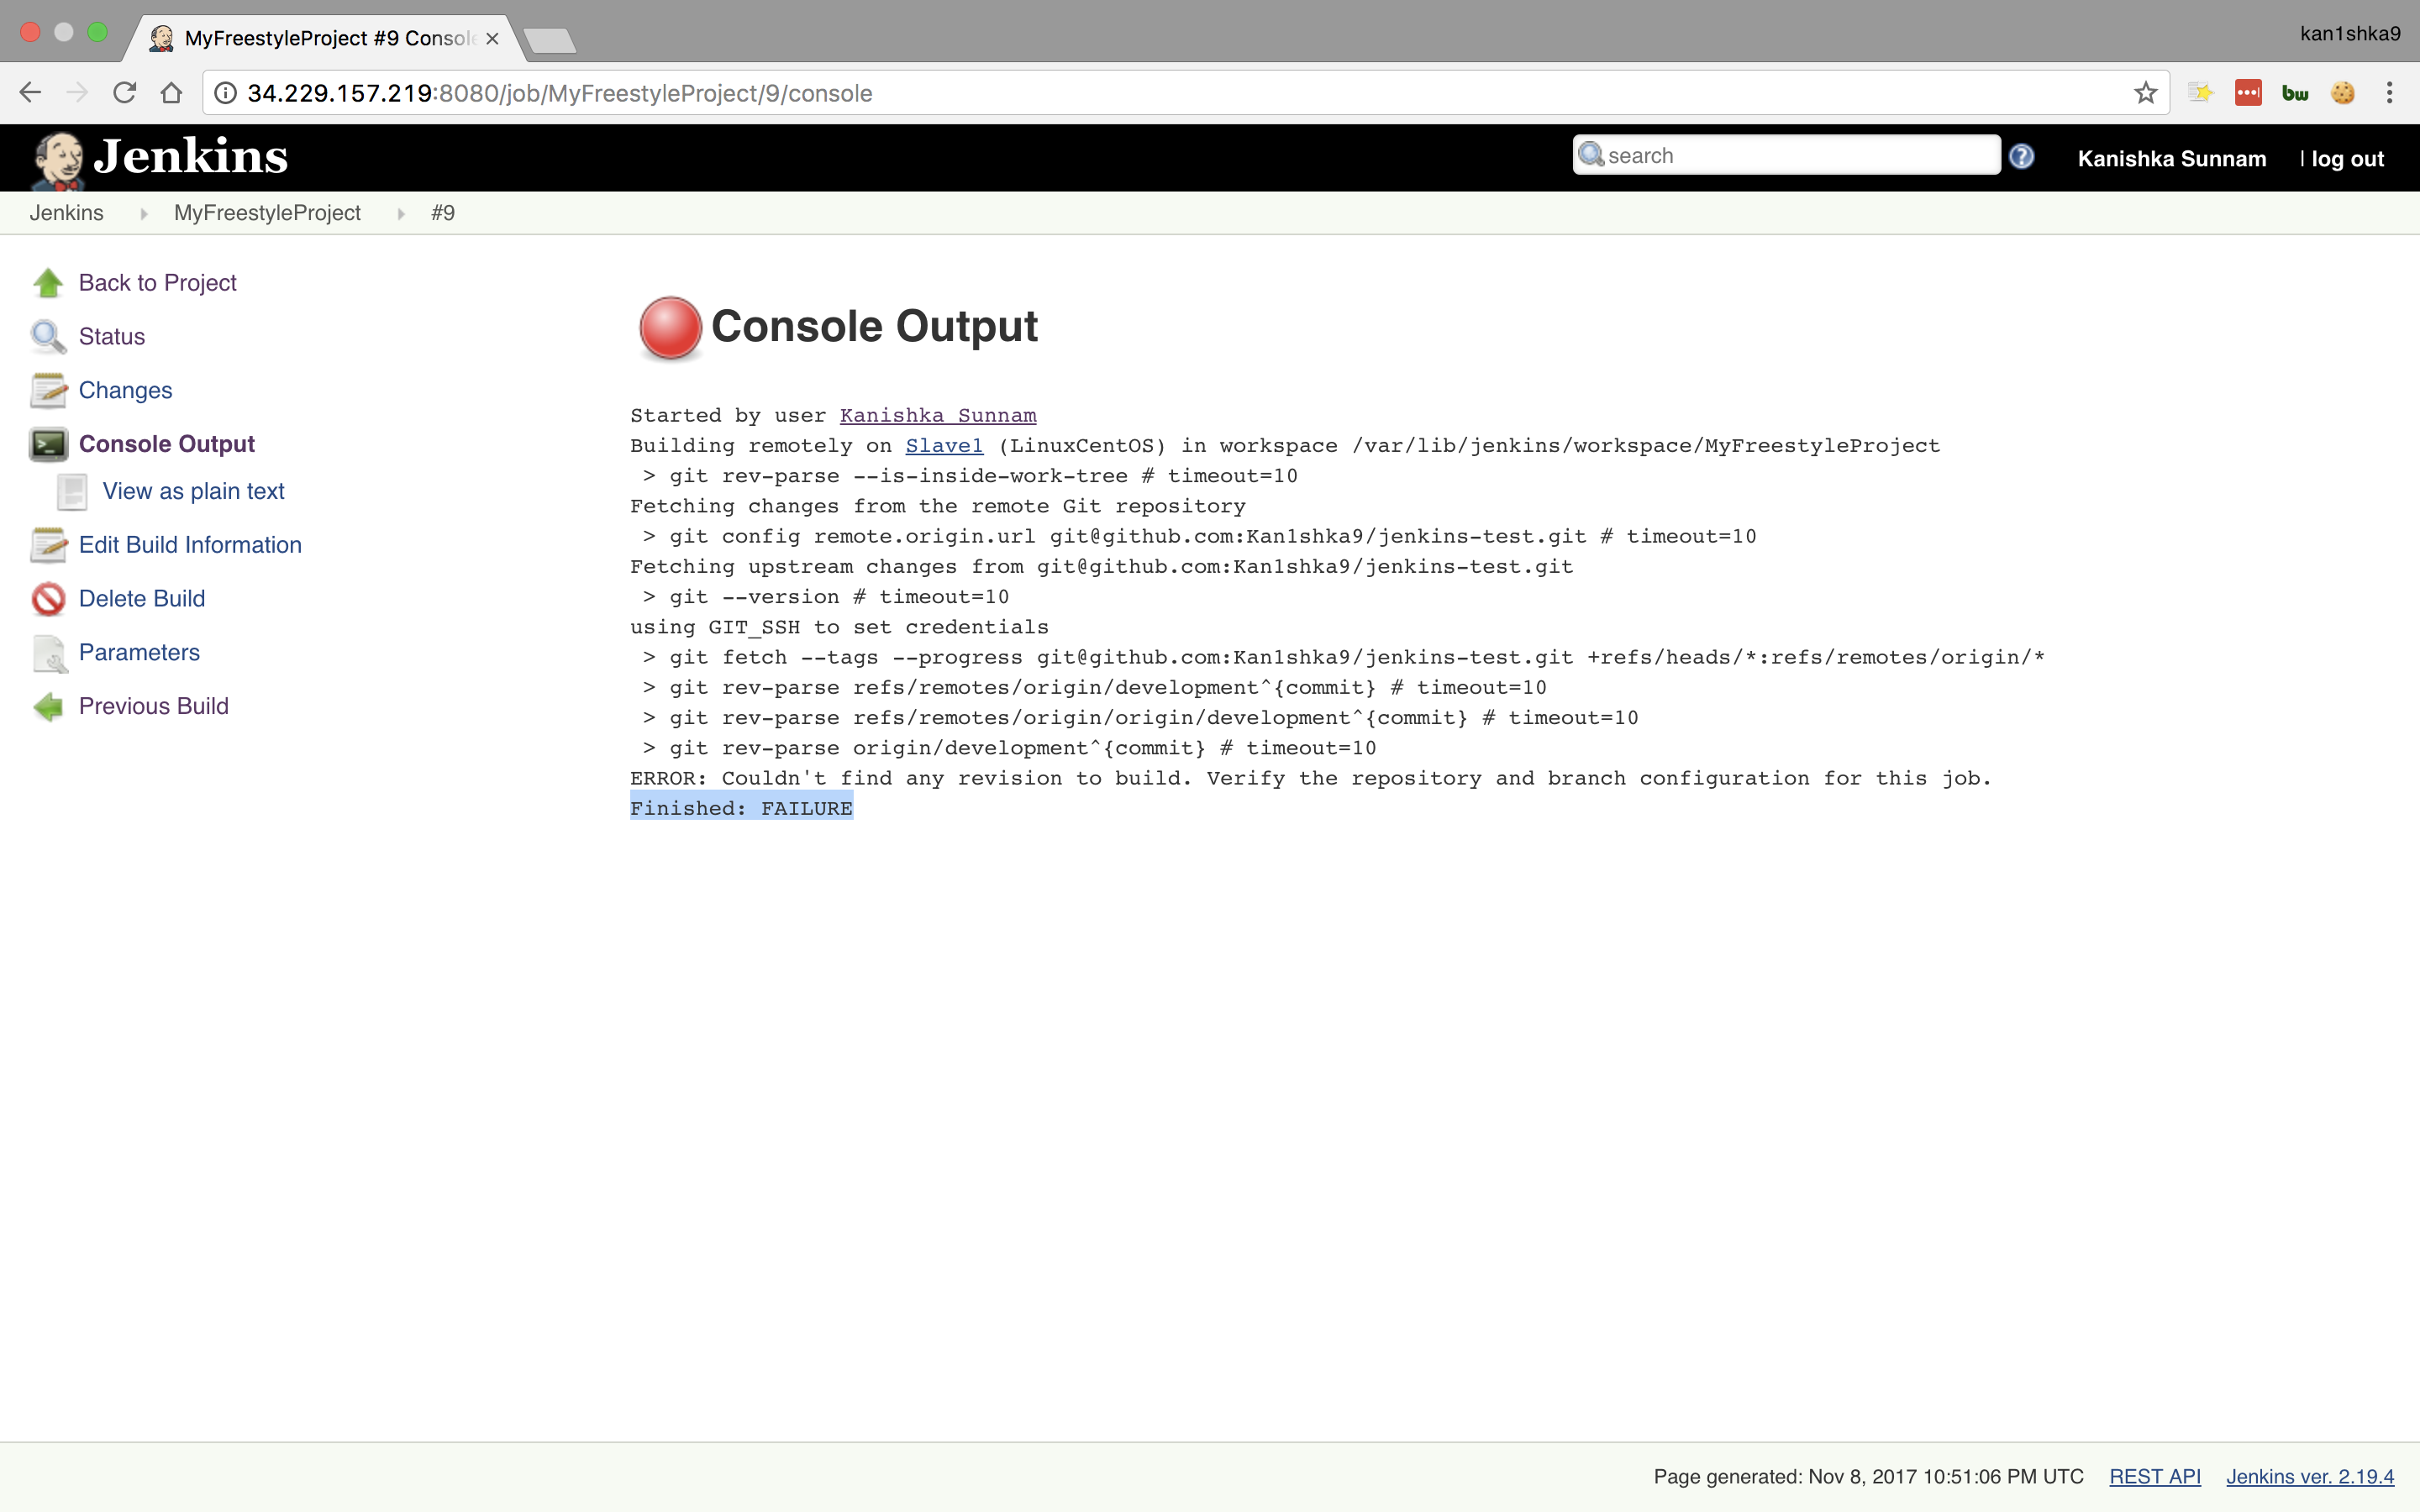 MyFreestyleProject #9 Console
kan1shka9
34.229.157.219:8080/job/MyFreestyleProject/9/console
bw
Jenkins
search
Kanishka Sunnam
| log out
Jenkins
MyFreestyleProject
#9
Back to Project
Status
Changes
Console Output
View as plain text
Edit Build Information
Delete Build
Parameters
Previous Build
Console Output
Started by user Kanishka Sunnam
Building remotely on Slave1 (LinuxCentOS) in workspace /var/lib/jenkins/workspace/MyFreestyleProject
> git rev-parse --is-inside-work-tree # timeout=10
Fetching changes from the remote Git repository
> git config remote.origin.url git@github.com:Kan1shka9/jenkins-test.git # timeout=10
Fetching upstream changes from git@github.com:Kan1shka9/jenkins-test.git
> git --version # timeout=10
using GIT_SSH to set credentials
> git fetch --tags --progress git@github.com:Kan1shka9/jenkins-test.git +refs/heads/*:refs/remotes/origin/*
> git rev-parse refs/remotes/origin/development^{commit} # timeout=10
> git rev-parse refs/remotes/origin/origin/development^{commit} # timeout=10
> git rev-parse origin/development^{commit} # timeout=10
ERROR: Couldn't find any revision to build. Verify the repository and branch configuration for this job.
Finished: FAILURE
Page generated: Nov 8, 2017 10:51:06 PM UTC
REST API
Jenkins ver. 2.19.4